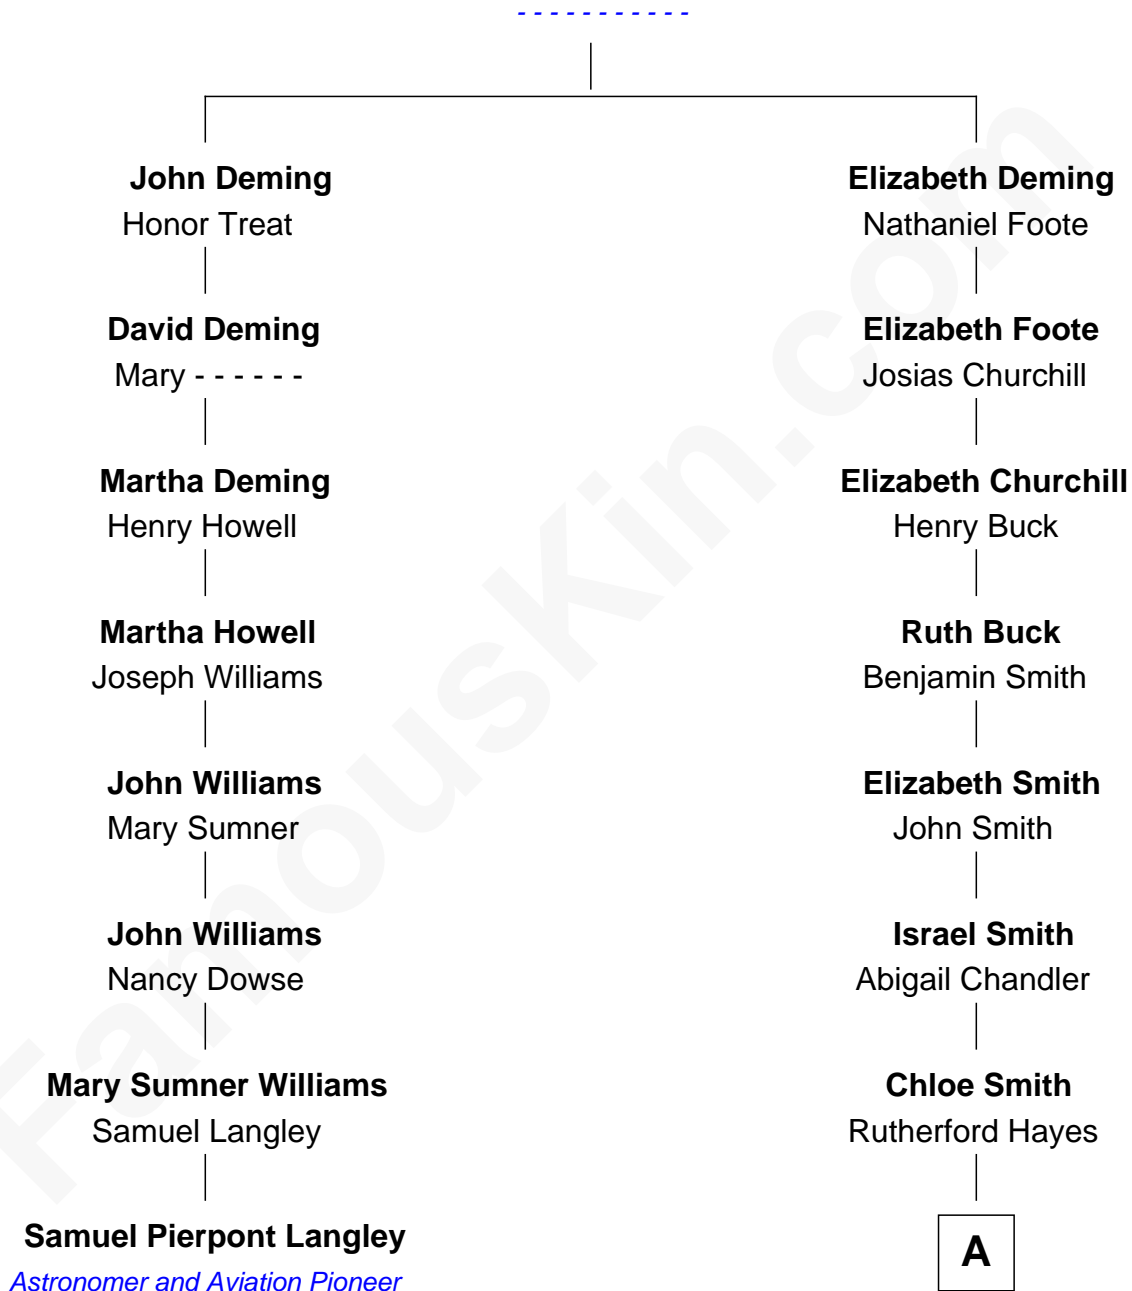 - - - - - - - - - - -
John Deming
Honor Treat
David Deming
Mary - - - - - -
Martha Deming
Henry Howell
Martha Howell
Joseph Williams
John Williams
Mary Sumner
John Williams
Nancy Dowse
Mary Sumner Williams
Samuel Langley
Samuel Pierpont Langley
Astronomer and Aviation Pioneer
Elizabeth Deming
Nathaniel Foote
Elizabeth Foote
Josias Churchill
Elizabeth Churchill
Henry Buck
Ruth Buck
Benjamin Smith
Elizabeth Smith
John Smith
Israel Smith
Abigail Chandler
Chloe Smith
Rutherford Hayes
A
FamousKin.com